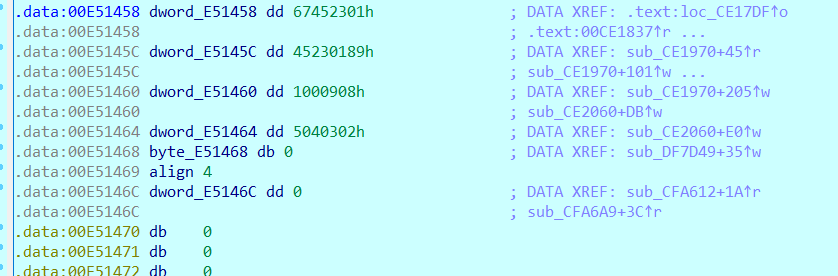 .data:00E51458 dword_E51458 dd 67452301h ; DATA XREF: .text:loc_CE17DF↑o
.data:00E51458 ; .text:00CE1837↑r ...
.data:00E5145C dword_E5145C dd 45230189h ; DATA XREF: sub_CE1970+45↑r
.data:00E5145C ; sub_CE1970+101↑w ...
.data:00E51460 dword_E51460 dd 1000908h ; DATA XREF: sub_CE1970+205↑w
.data:00E51460 ; sub_CE2060+DB↑w
.data:00E51464 dword_E51464 dd 5040302h ; DATA XREF: sub_CE2060+E0↑w
.data:00E51468 byte_E51468 db 0 ; DATA XREF: sub_DF7D49+35↑w
.data:00E51469 align 4
.data:00E5146C dword_E5146C dd 0 ; DATA XREF: sub_CFA612+1A↑r
.data:00E5146C ; sub_CFA6A9+3C↑r
.data:00E51470 db 0
.data:00E51471 db 0
.data:00E51472 db 0